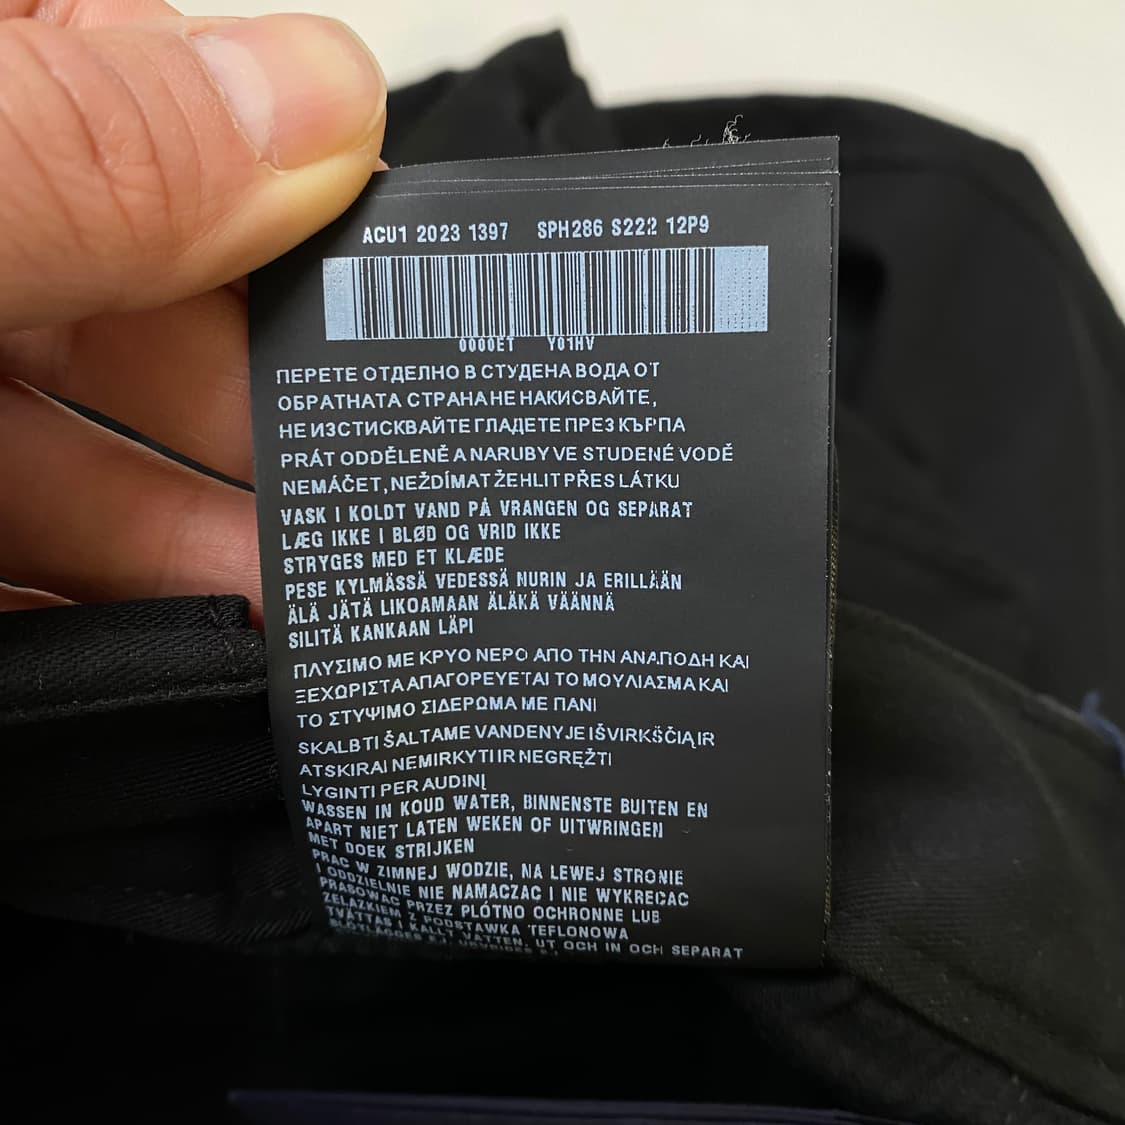 ACU1 2023 1397 SPH286 S222 12P9
0000ET Y01HV
ПЕРЕТЕ ОТДЕЛНО В СТУДЕНА ВОДА ОТ
ОБРАТНАТА СТРАНА НЕ НАКИСВАЙТЕ,
НЕ ИЗСТИСКВАЙТЕ ГЛАДЕТЕ ПРЕЗ КЪРПА
PRÁT ODDĚLENĚ A NARUBY VE STUDENÉ VODĚ
NEMÁČET, NEŽDÍMAT ŽEHLIT PŘES LÁTKU
VASK I KOLDT VAND PÅ VRANGEN OG SEPARAT
LÆG IKKE I BLØD OG VRID IKKE
STRYGES MED ET KLÆDE
PESE KYLMÄSSÄ VEDESSÄ NURIN JA ERILLÄÄN
ÄLÄ JÄTÄ LIKOAMAAN ÄLÄKÄ VÄÄNNÄ
SILITÄ KANKAAN LÄPI
ΠΛΥΣΙΜΟ ΜΕ ΚΡΥΟ ΝΕΡΟ ΑΠΟ ΤΗΝ ΑΝΑΠΟΔΗ ΚΑΙ
ΞΕΧΩΡΙΣΤΑ ΑΠΑΓΟΡΕΥΕΤΑΙ ΤΟ ΜΟΥΛΙΑΣΜΑ ΚΑΙ
ΤΟ ΣΤΥΨΙΜΟ ΣΙΔΕΡΩΜΑ ΜΕ ΠΑΝΙ
SKALBTI ŠALTAME VANDENYJE IŠVIRKŠČIĄ IR
ATSKIRAI NEMIRKYTI IR NEGRĘŽTI
LYGINTI PER AUDINĮ
WASSEN IN KOUD WATER, BINNENSTE BUITEN EN
APART NIET LATEN WEKEN OF UITWRINGEN
MET DOEK STRIJKEN
PRAC W ZIMNEJ WODZIE, NA LEWEJ STRONIE
I ODDZIELNIE NIE NAMACZAC I NIE WYKRECAC
PRASOWAC PRZEZ PLÓTNO OCHRONNE LUB
ZELAZKIEM Z PODSTAWKA TEFLONOWA
TVÄTTAS I KALLT VATTEN, UT OCH IN OCH SEPARAT